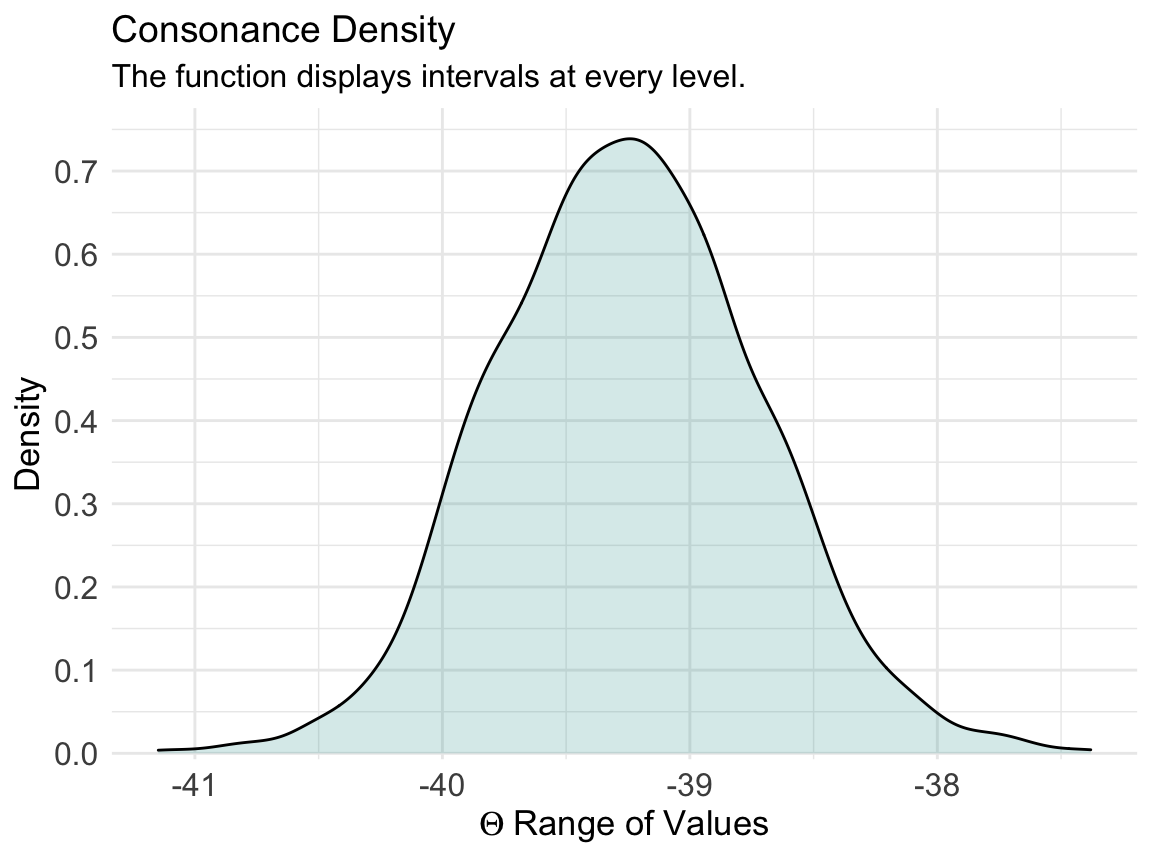 Consonance Density
The function displays intervals at every level.
Density
0.7
0.6
0.5
0.4
0.3
0.2
0.1
0.0
-41 -40 -39 -38
Θ Range of Values